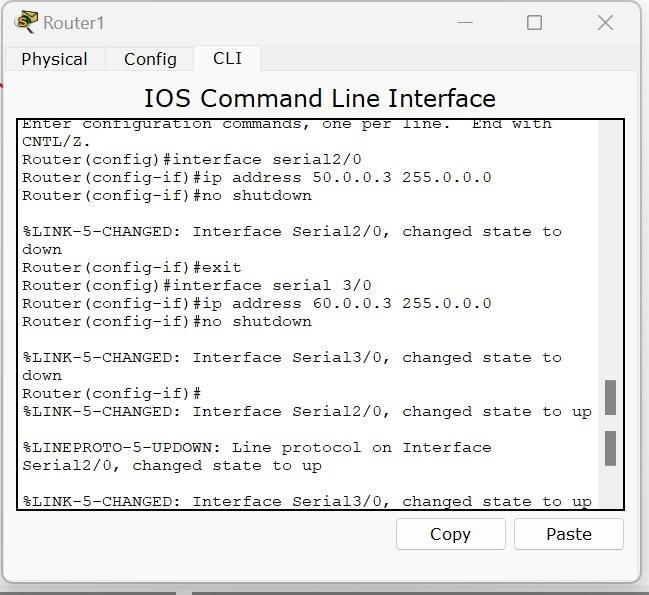 Router1
Physical Config CLI
IOS Command Line Interface
Enter configuration commands, one per line.  End with
CNTL/Z.
Router(config)#interface serial2/0
Router(config-if)#ip address 50.0.0.3 255.0.0.0
Router(config-if)#no shutdown
%LINK-5-CHANGED: Interface Serial2/0, changed state to
down
Router(config-if)#exit
Router(config)#interface serial 3/0
Router(config-if)#ip address 60.0.0.3 255.0.0.0
Router(config-if)#no shutdown
%LINK-5-CHANGED: Interface Serial3/0, changed state to
down
Router(config-if)#
%LINK-5-CHANGED: Interface Serial2/0, changed state to up
%LINEPROTO-5-UPDOWN: Line protocol on Interface
Serial2/0, changed state to up
%LINK-5-CHANGED: Interface Serial3/0, changed state to up
Copy Paste